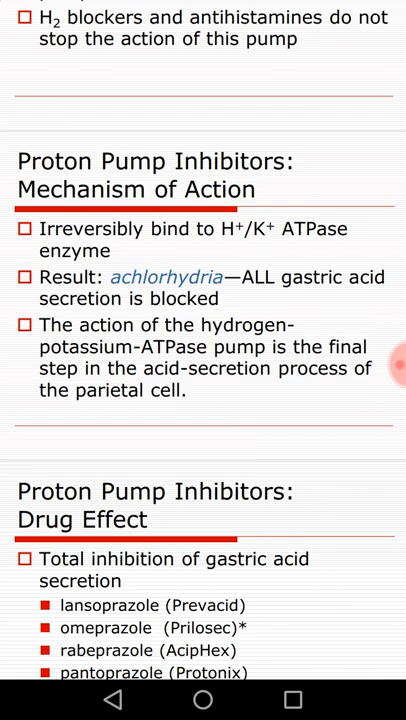 H2 blockers and antihistamines do not
stop the action of this pump
Proton Pump Inhibitors:
Mechanism of Action
Irreversibly bind to H+/K+ ATPase
enzyme
Result: achlorhydria—ALL gastric acid
secretion is blocked
The action of the hydrogen-
potassium-ATPase pump is the final
step in the acid-secretion process of
the parietal cell.
Proton Pump Inhibitors:
Drug Effect
Total inhibition of gastric acid
secretion
lansoprazole (Prevacid)
omeprazole (Prilosec)*
rabeprazole (AcipHex)
pantoprazole (Protonix)